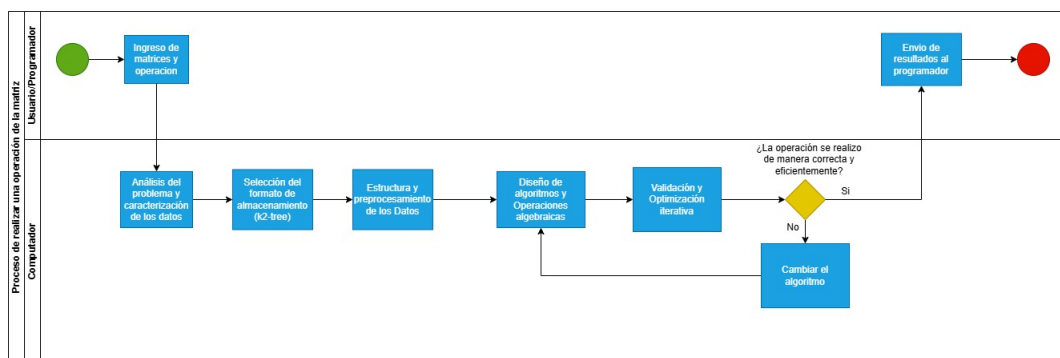 Proceso de realizar una operación de la matriz
Usuario/Programador
Ingreso de
matrices y
operacion
Envio de
resultados al
programador
Computador
Análisis del
problema y
caracterización
de los datos
Selección del
formato de
almacenamiento
(k2-tree)
Estructura y
preprocesamiento
de los Datos
Diseño de
algoritmos y
Operaciones
algebraicas
Validación y
Optimización
iterativa
¿La operación se realizo
de manera correcta y
eficientemente?
Si
No
Cambiar el
algoritmo